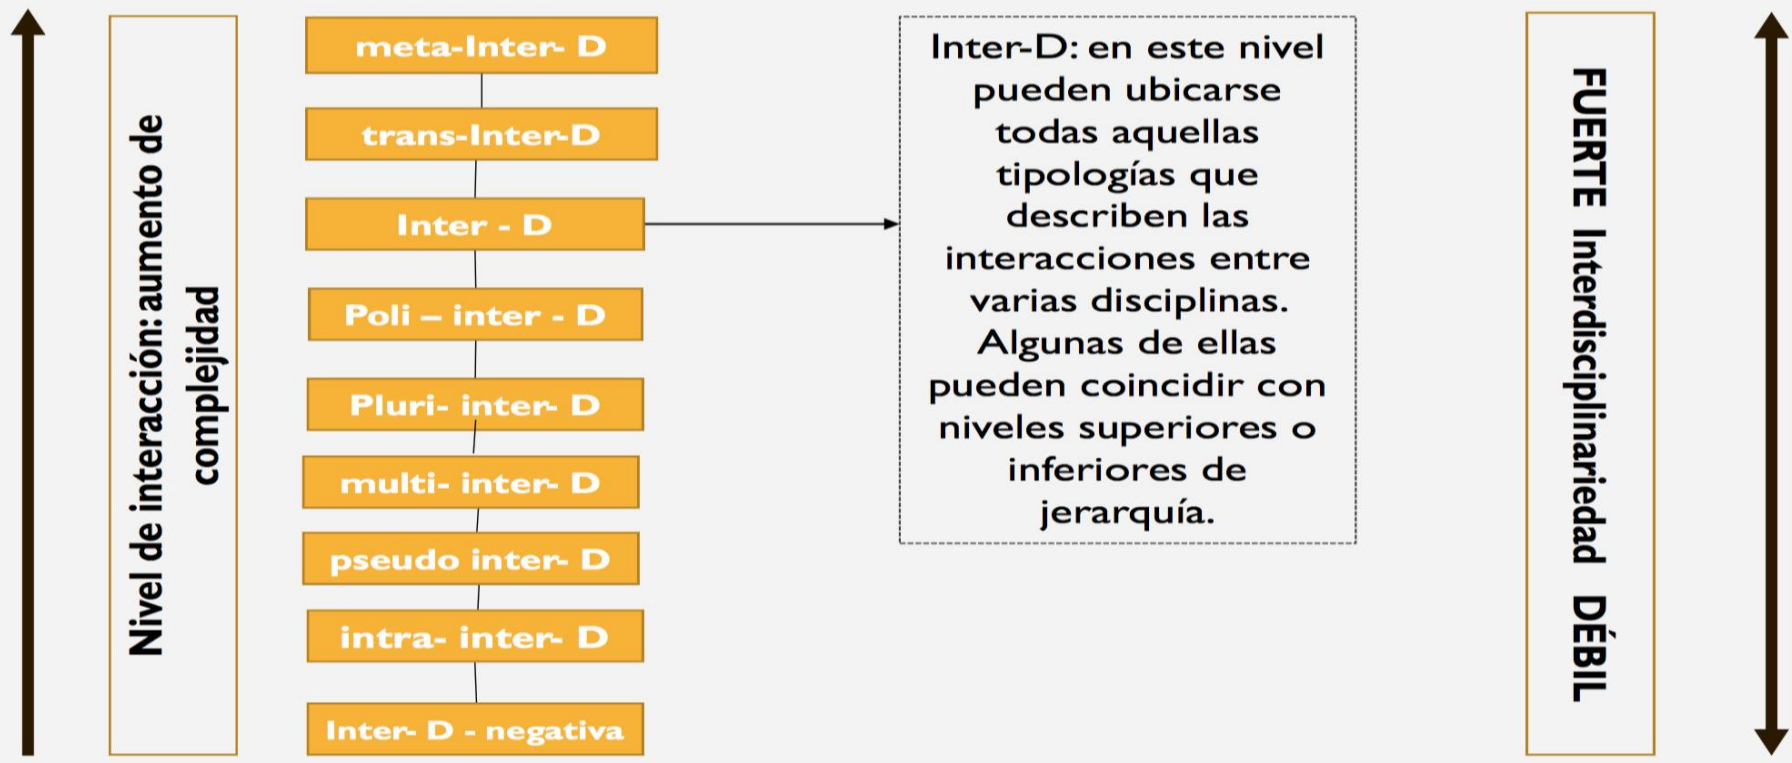 Nivel de interacción: aumento de
complejidad
meta-Inter- D
trans-Inter-D
Inter - D
Poli – inter - D
Pluri- inter- D
multi- inter- D
pseudo inter- D
intra- inter- D
Inter- D - negativa
Inter-D: en este nivel
pueden ubicarse
todas aquellas
tipologías que
describen las
interacciones entre
varias disciplinas.
Algunas de ellas
pueden coincidir con
niveles superiores o
inferiores de
jerarquía.
FUERTE Interdisciplinariedad DÉBIL